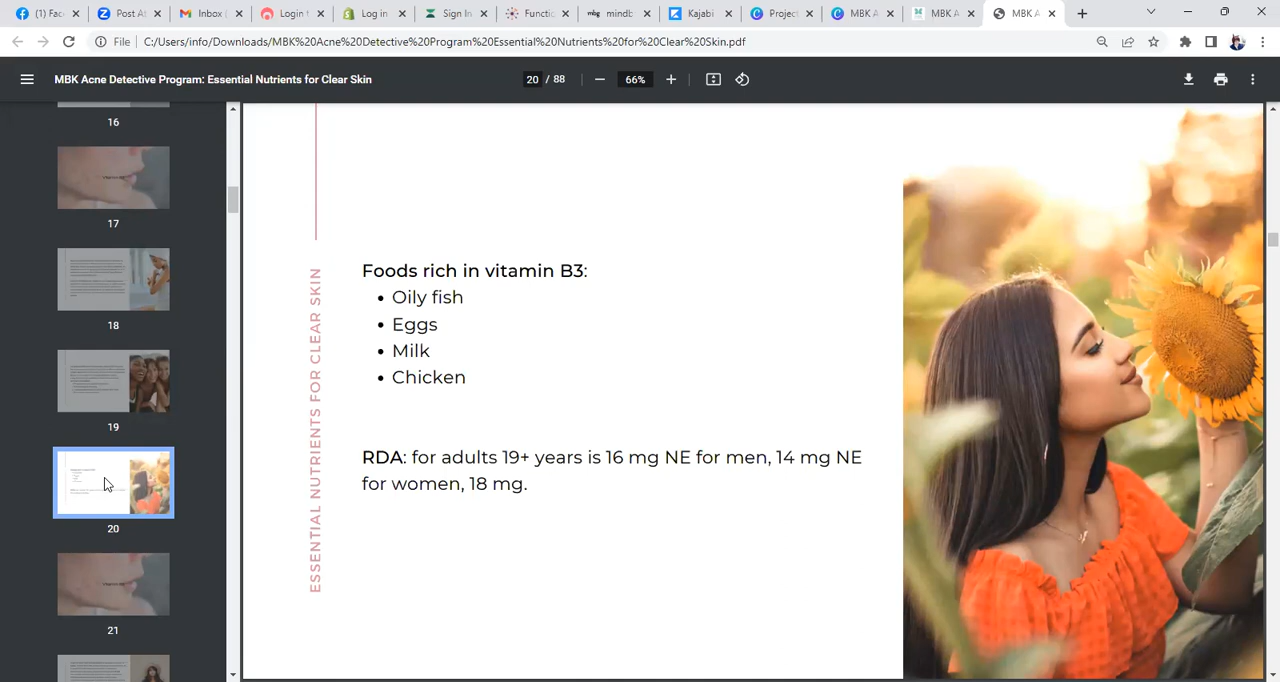 (1) Fac
Post At
Inbox (
Login t
Log in
Sign In
Functi
mbg mindb
Kajabi
Project
MBK A
MBK A
MBK A
File C:/Users/info/Downloads/MBK%20Acne%20Detective%20Program%20Essential%20Nutrients%20for%20Clear%20Skin.pdf
MBK Acne Detective Program: Essential Nutrients for Clear Skin
20 / 88
66%
16
17
18
19
20
21
ESSENTIAL NUTRIENTS FOR CLEAR SKIN
Foods rich in vitamin B3:
• Oily fish
• Eggs
• Milk
• Chicken
RDA: for adults 19+ years is 16 mg NE for men, 14 mg NE
for women, 18 mg.